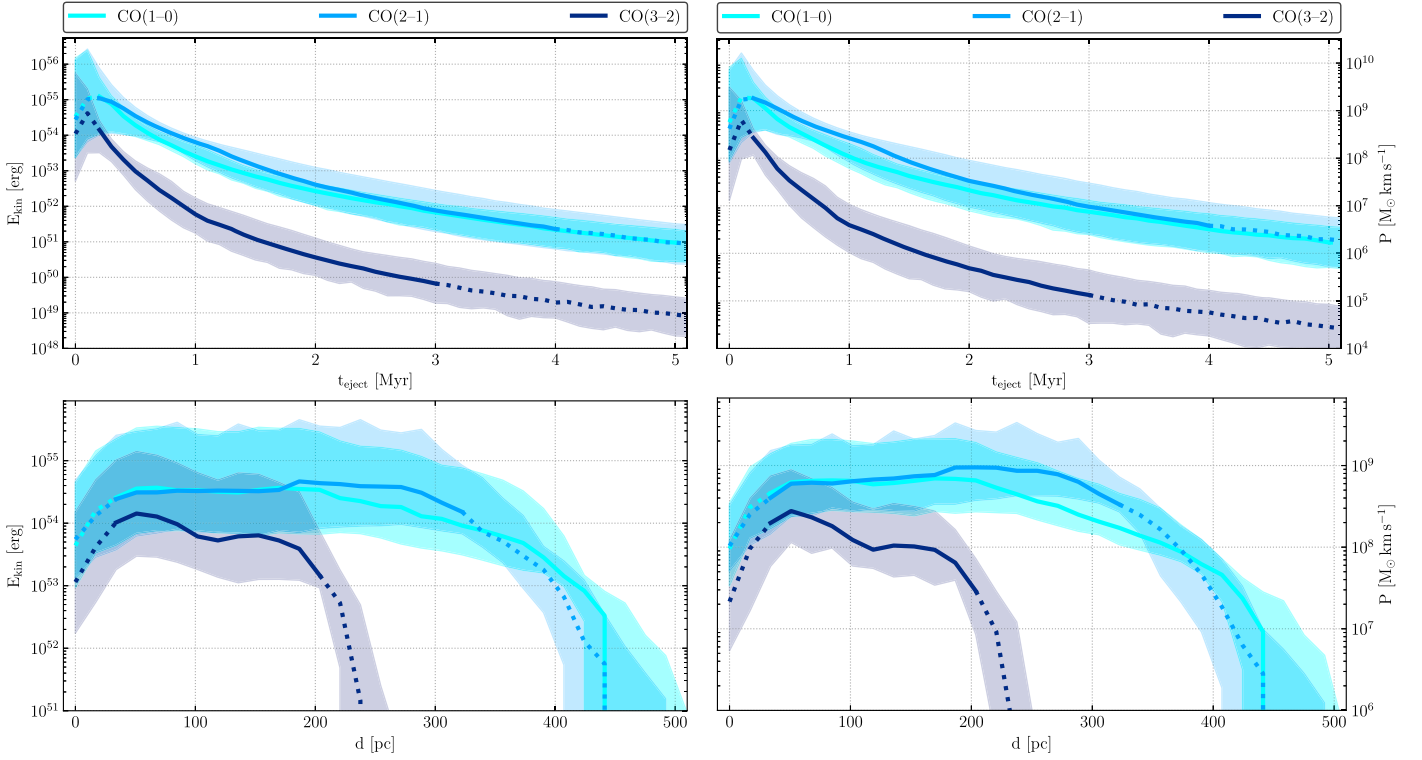 CO(1–0) CO(2–1) CO(3–2)
CO(1–0) CO(2–1) CO(3–2)
E_kin [erg]
10^56
10^55
10^54
10^53
10^52
10^51
10^50
10^49
10^48
0 1 2 3 4 5
t_eject [Myr]
P [M_⊙ km s^−1]
10^10
10^9
10^8
10^7
10^6
10^5
10^4
0 1 2 3 4 5
t_eject [Myr]
E_kin [erg]
10^55
10^54
10^53
10^52
10^51
0 100 200 300 400 500
d [pc]
P [M_⊙ km s^−1]
10^9
10^8
10^7
10^6
0 100 200 300 400 500
d [pc]